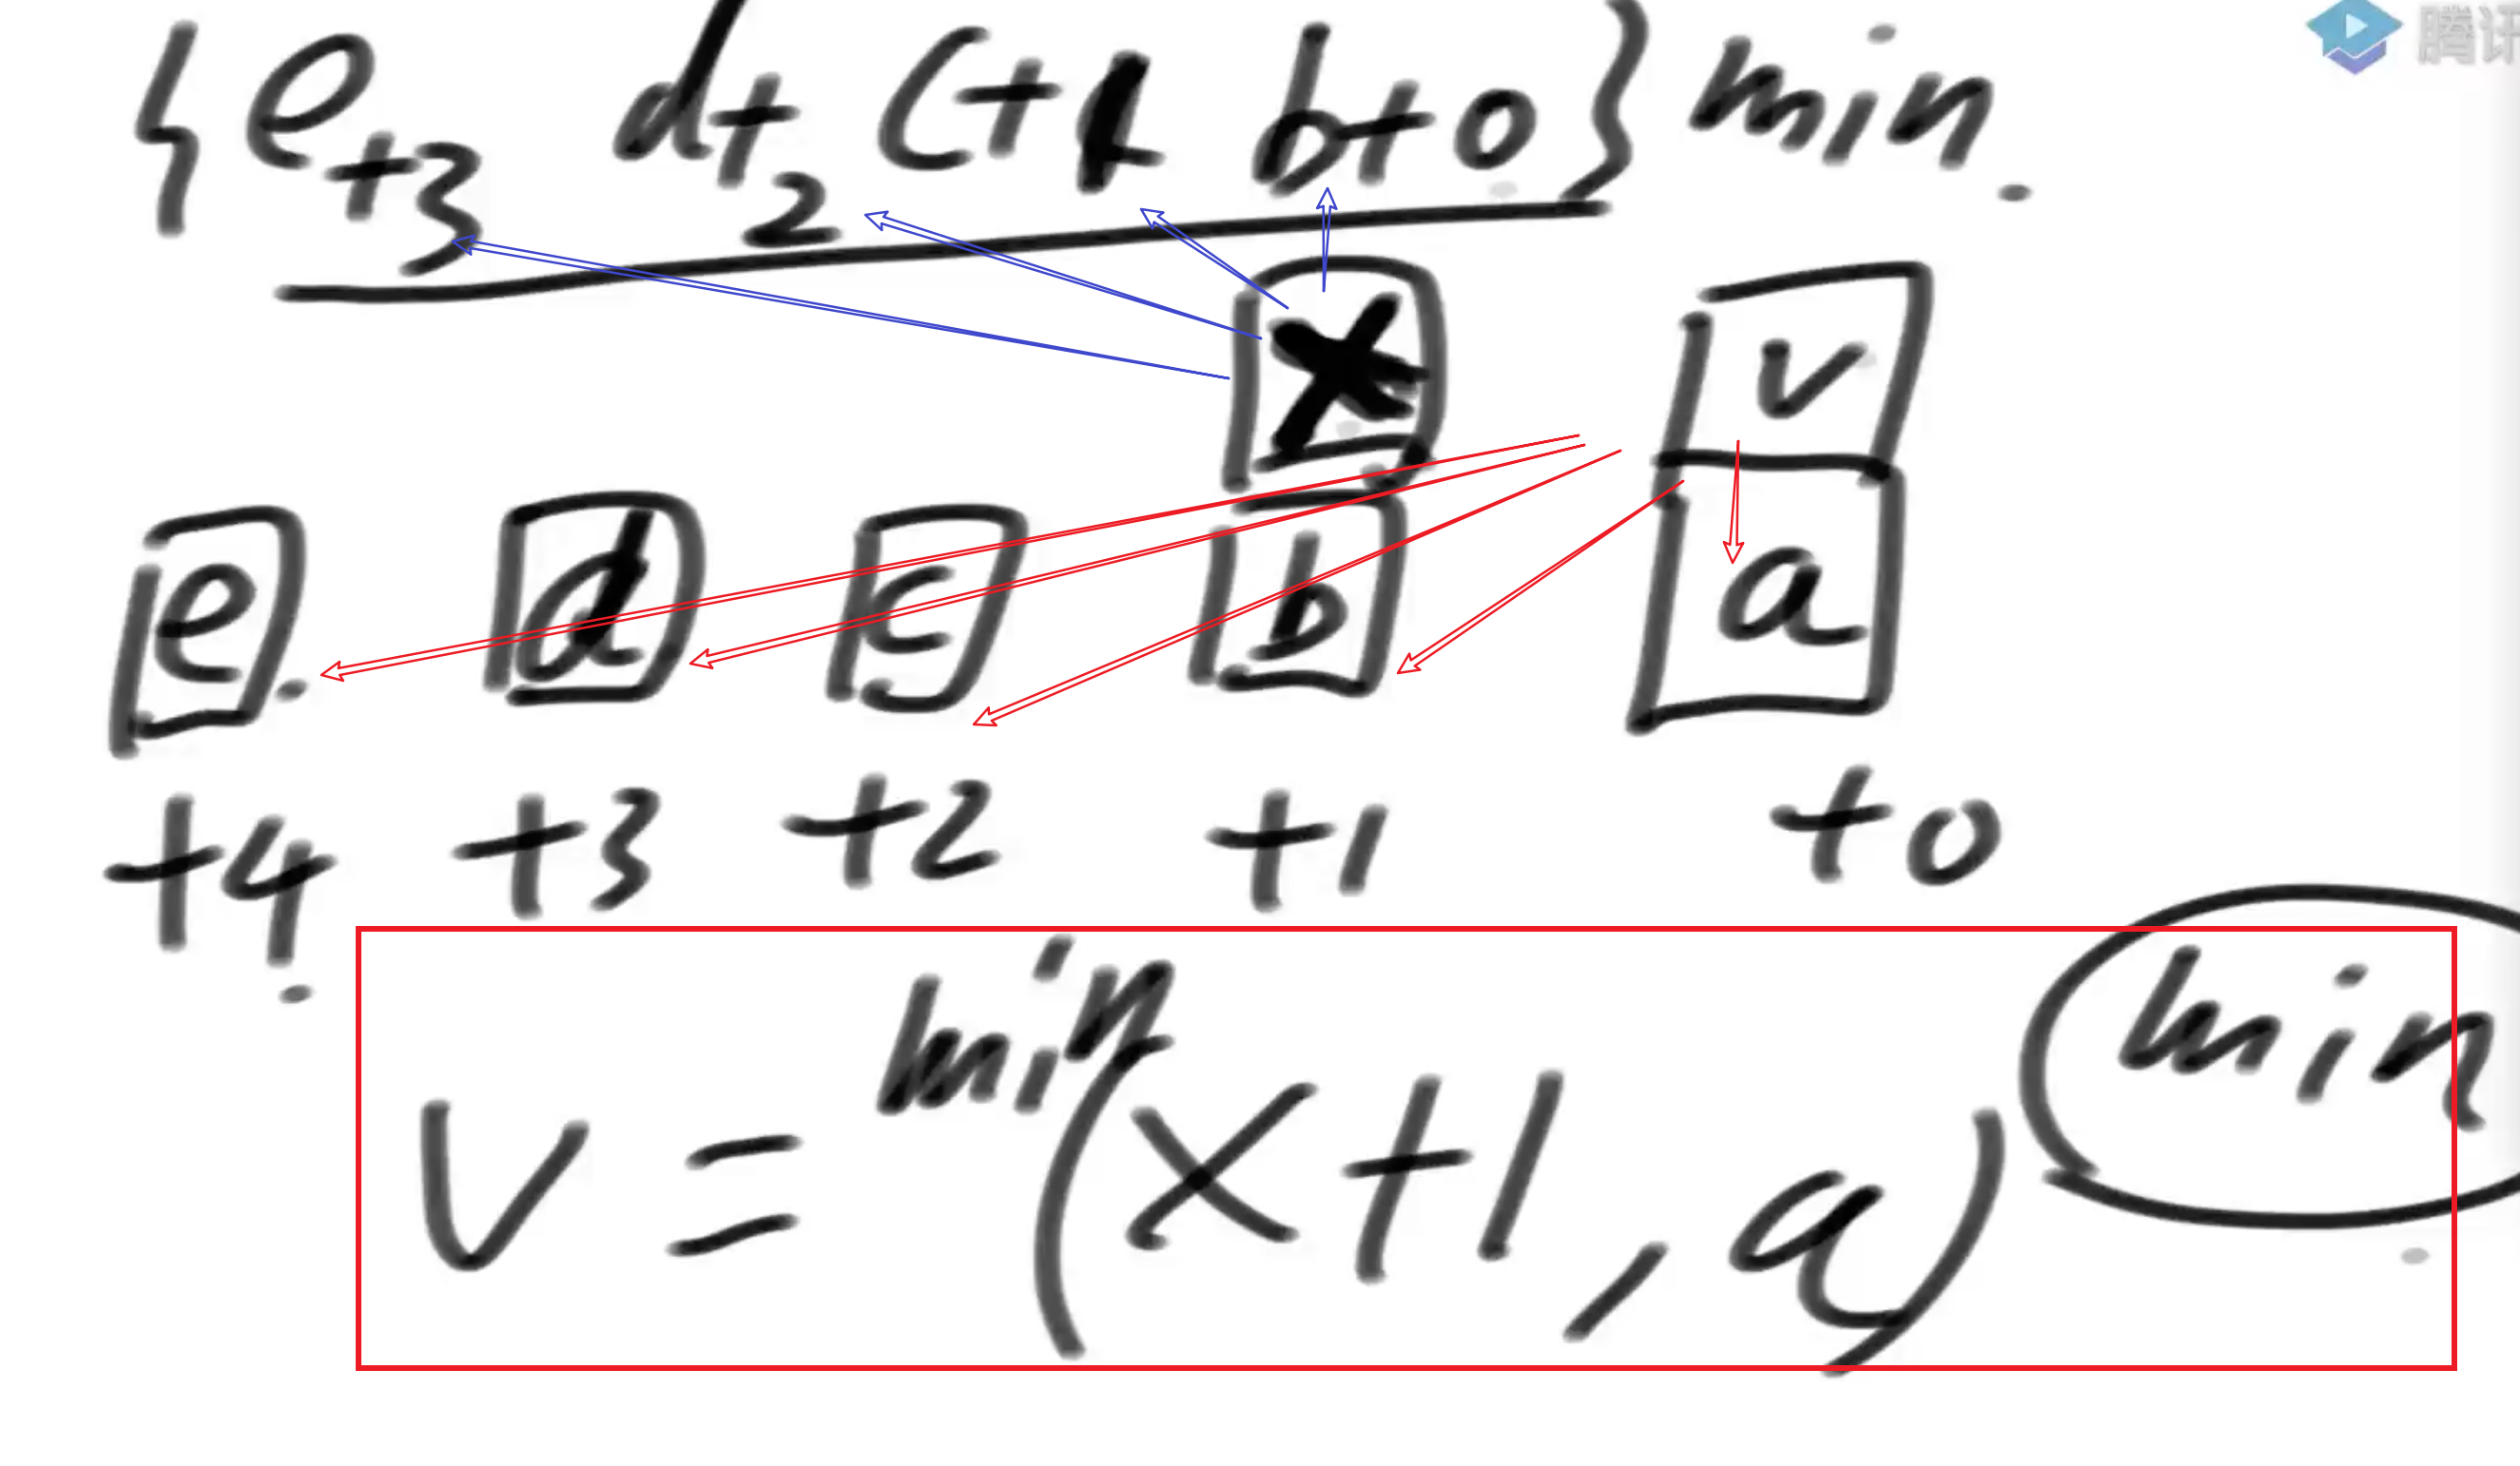 {e+3 d+2 c+1 b+0} min.
腾讯
x v
e. d c b a
+4. +3 +2 +1 +0
v = min(x+1, a) min